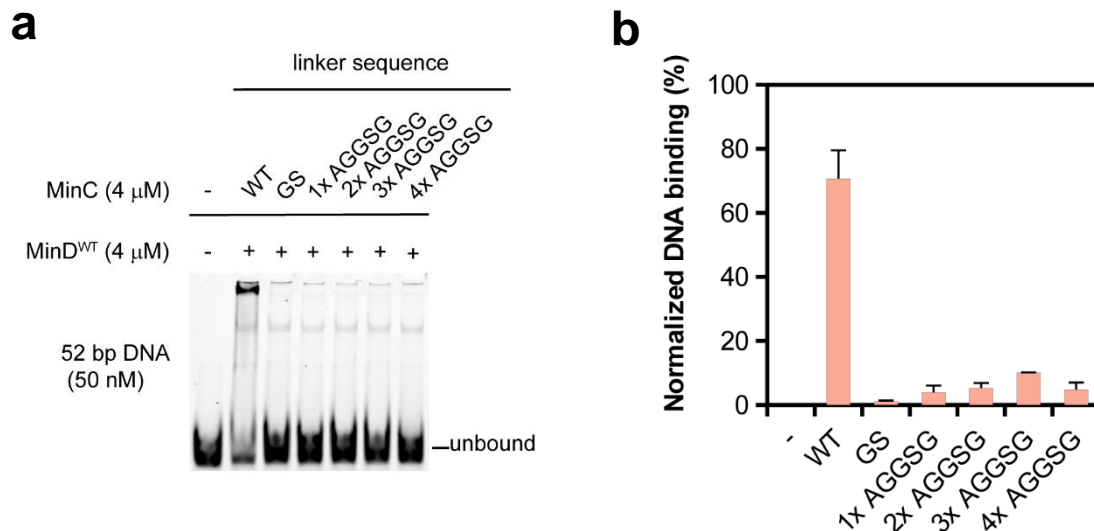 a
linker sequence
MinC (4 μM) - WT GS 1x AGGSG 2x AGGSG 3x AGGSG 4x AGGSG
MinDWT (4 μM) - + + + + + +
52 bp DNA
(50 nM)
unbound
b
Normalized DNA binding (%)
100
80
60
40
20
0
- WT GS 1x AGGSG 2x AGGSG 3x AGGSG 4x AGGSG